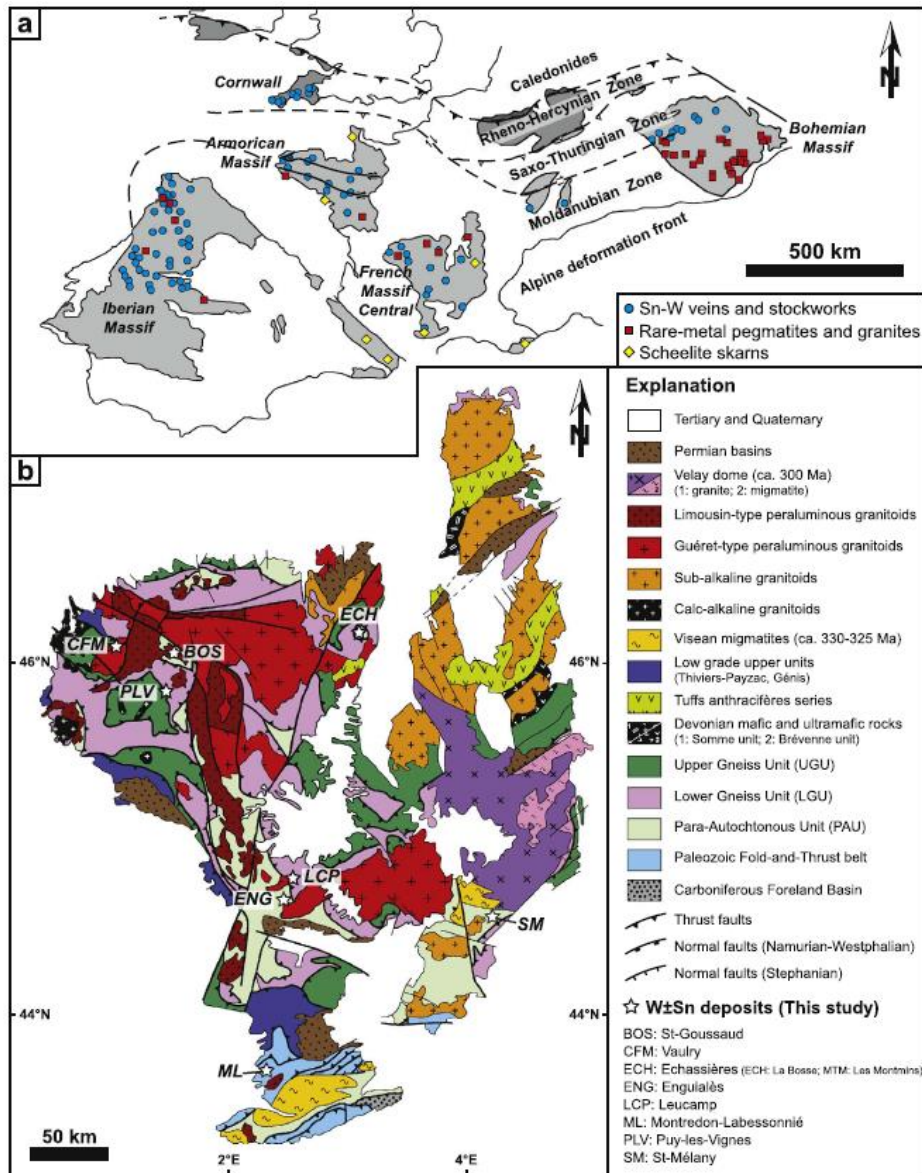 a
N
Cornwall
Caledonides
Rheno-Hercynian Zone
Saxo-Thuringian Zone
Bohemian
Massif
Armorican
Massif
Moldanubian Zone
Alpine deformation front
500 km
French
Massif
Central
Iberian
Massif
Sn-W veins and stockworks
Rare-metal pegmatites and granites
Scheelite skarns
b
N
ECH
CFM
BOS
46°N
46°N
PLV
LCP
ENG
SM
44°N
44°N
ML
50 km
2°E
4°E
Explanation
Tertiary and Quaternary
Permian basins
Velay dome (ca. 300 Ma)
(1: granite; 2: migmatite)
Limousin-type peraluminous granitoids
Guéret-type peraluminous granitoids
Sub-alkaline granitoids
Calc-alkaline granitoids
Visean migmatites (ca. 330-325 Ma)
Low grade upper units
(Thiviers-Payzac, Génis)
Tuffs anthracifères series
Devonian mafic and ultramafic rocks
(1: Somme unit; 2: Brévenne unit)
Upper Gneiss Unit (UGU)
Lower Gneiss Unit (LGU)
Para-Autochtonous Unit (PAU)
Paleozoic Fold-and-Thrust belt
Carboniferous Foreland Basin
Thrust faults
Normal faults (Namurian-Westphalian)
Normal faults (Stephanian)
W±Sn deposits (This study)
BOS: St-Goussaud
CFM: Vaulry
ECH: Echassières (ECH: La Bosse; MTM: Les Montmins)
ENG: Enguialès
LCP: Leucamp
ML: Montredon-Labessonnié
PLV: Puy-les-Vignes
SM: St-Mélany